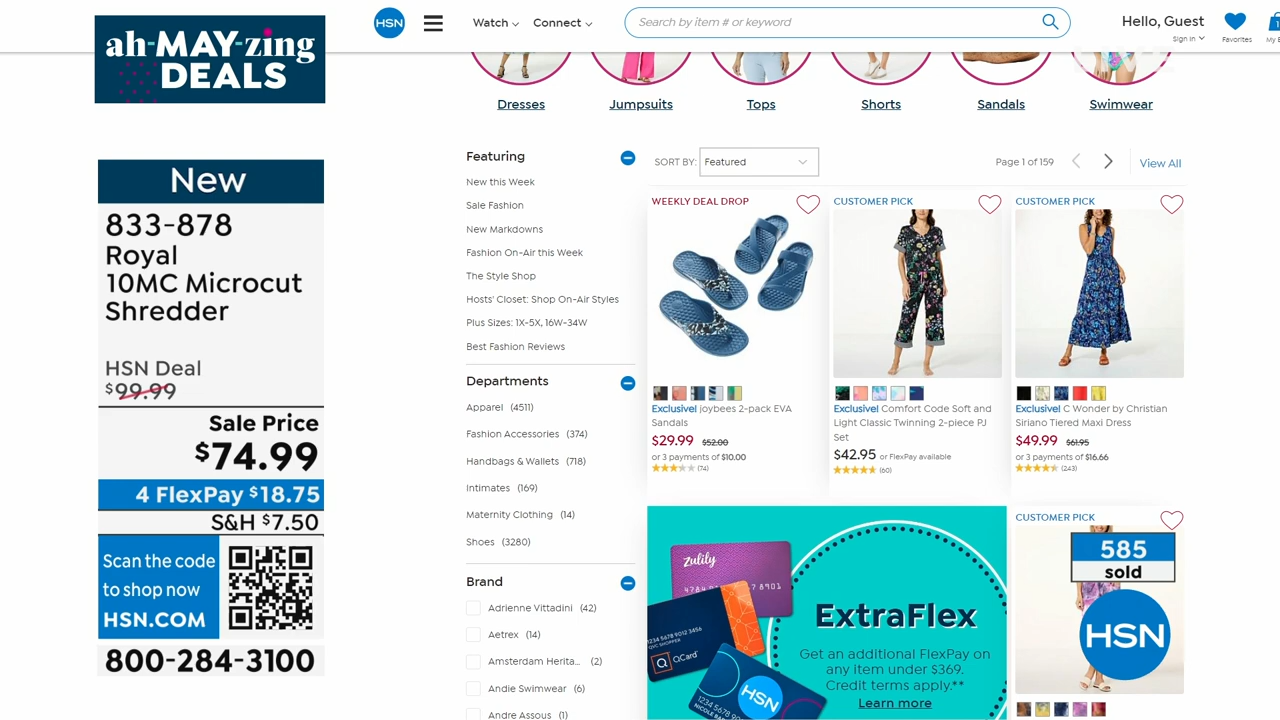 ah-MAY-zing
DEALS
New
833-878
Royal
10MC Microcut
Shredder
HSN Deal
$99.99
Sale Price
$74.99
4 FlexPay $18.75
S&H $7.50
Scan the code
to shop now
HSN.COM
800-284-3100
HSN
Watch
Connect
Search by item # or keyword
Hello, Guest
Sign In
Favorites
Dresses
Jumpsuits
Tops
Shorts
Sandals
Swimwear
Featuring
New this Week
Sale Fashion
New Markdowns
Fashion On-Air this Week
The Style Shop
Hosts' Closet: Shop On-Air Styles
Plus Sizes: 1X-5X, 16W-34W
Best Fashion Reviews
Departments
Apparel (4511)
Fashion Accessories (374)
Handbags & Wallets (718)
Intimates (169)
Maternity Clothing (14)
Shoes (3280)
Brand
Adrienne Vittadini (42)
Aetrex (14)
Amsterdam Herita... (2)
Andie Swimwear (6)
Andre Assous (1)
SORT BY: Featured
Page 1 of 159
View All
WEEKLY DEAL DROP
Exclusive! Joybees 2-pack EVA
Sandals
$29.99 $52.00
or 3 payments of $10.00
(74)
CUSTOMER PICK
Exclusive! Comfort Code Soft and
Light Classic Twinning 2-piece PJ
Set
$42.95 or FlexPay available
(60)
CUSTOMER PICK
Exclusive! C Wonder by Christian
Siriano Tiered Maxi Dress
$49.99 $61.95
or 3 payments of $16.66
(243)
zulily
QCard
HSN
ExtraFlex
Get an additional FlexPay on
any item under $369.
Credit terms apply.**
Learn more
CUSTOMER PICK
585
sold
HSN